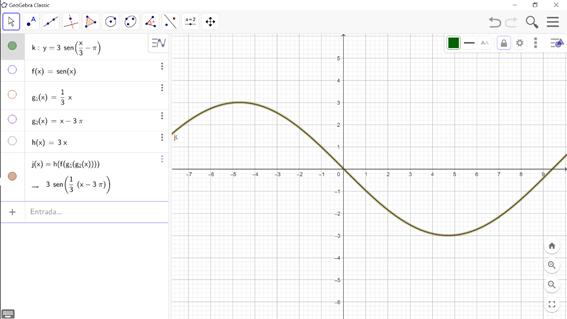 GeoGebra Classic
k : y = 3 sen(x/3 − π)
f(x) = sen(x)
g₁(x) = 1/3 x
g₂(x) = x − 3 π
h(x) = 3 x
j(x) = h(f(g₁(g₂(x))))
→ 3 sen(1/3 (x − 3 π))
Entrada...
A
a=2
AA
5
4
3
2
1
−7 −6 −5 −4 −3 −2 −1 0 1 2 3 4 5 6 7 8 9
−1
−2
−3
−4
−5
−6